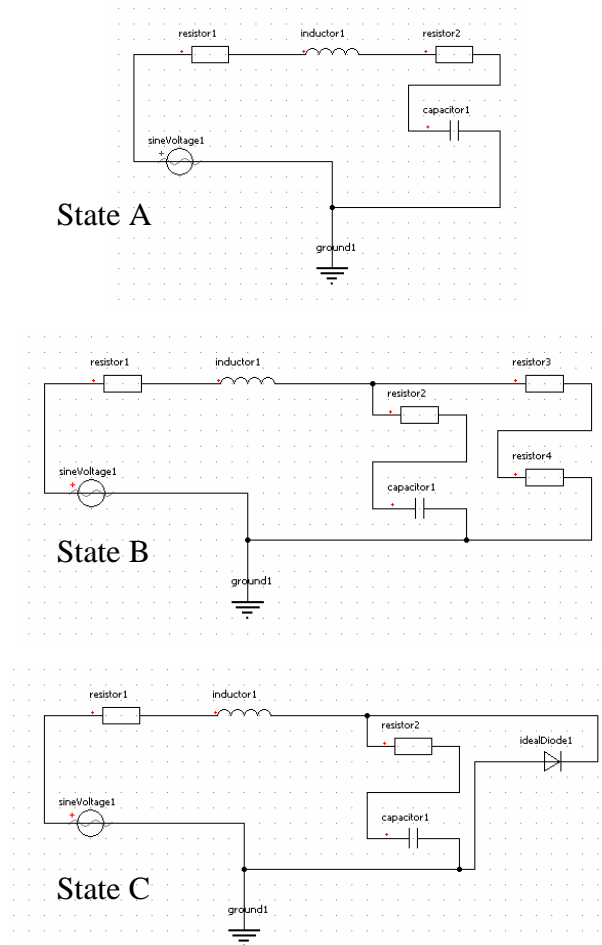 resistor1 inductor1 resistor2
capacitor1
sineVoltage1
State A
ground1
resistor1 inductor1 resistor3
resistor2
resistor4
sineVoltage1
capacitor1
State B
ground1
resistor1 inductor1
resistor2
idealDiode1
sineVoltage1
capacitor1
State C
ground1